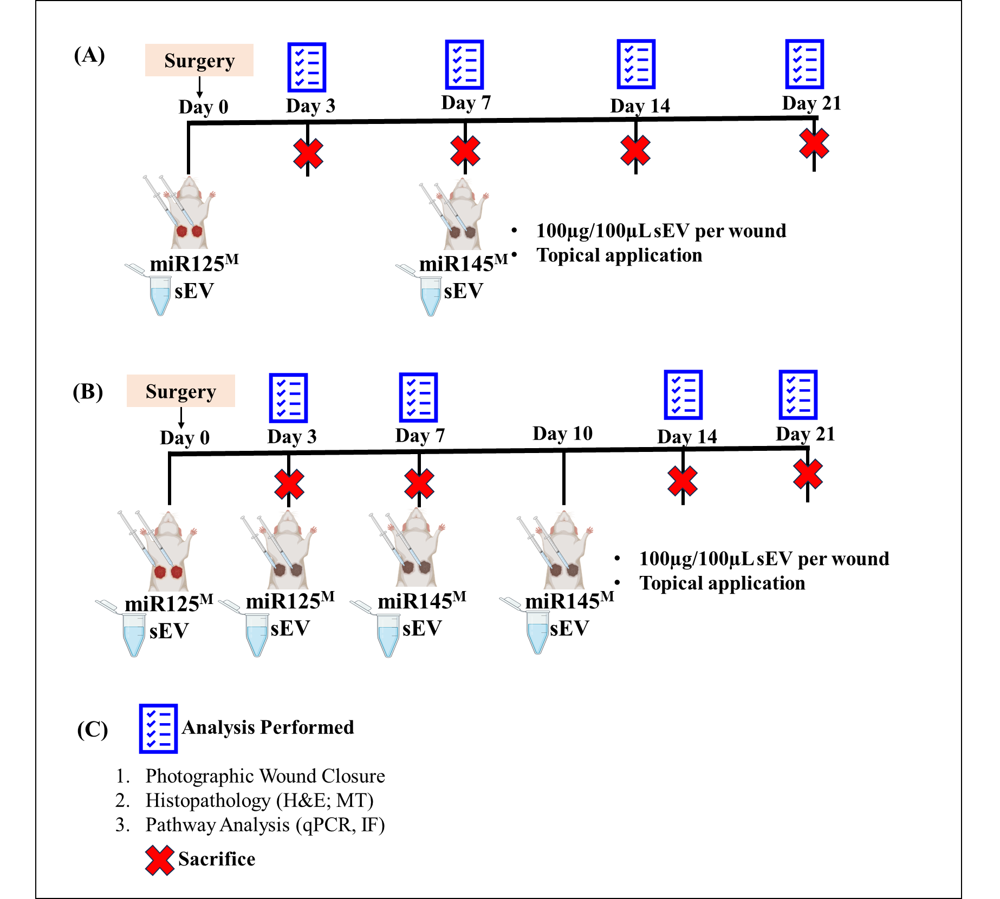 (A)
Surgery
Day 0
Day 3
Day 7
Day 14
Day 21
miR125ᴹ
sEV
miR145ᴹ
sEV
• 100µg/100µL sEV per wound
• Topical application
(B)
Surgery
Day 0
Day 3
Day 7
Day 10
Day 14
Day 21
miR125ᴹ
sEV
miR125ᴹ
sEV
miR145ᴹ
sEV
miR145ᴹ
sEV
• 100µg/100µL sEV per wound
• Topical application
(C)
Analysis Performed
1. Photographic Wound Closure
2. Histopathology (H&E; MT)
3. Pathway Analysis (qPCR, IF)
Sacrifice